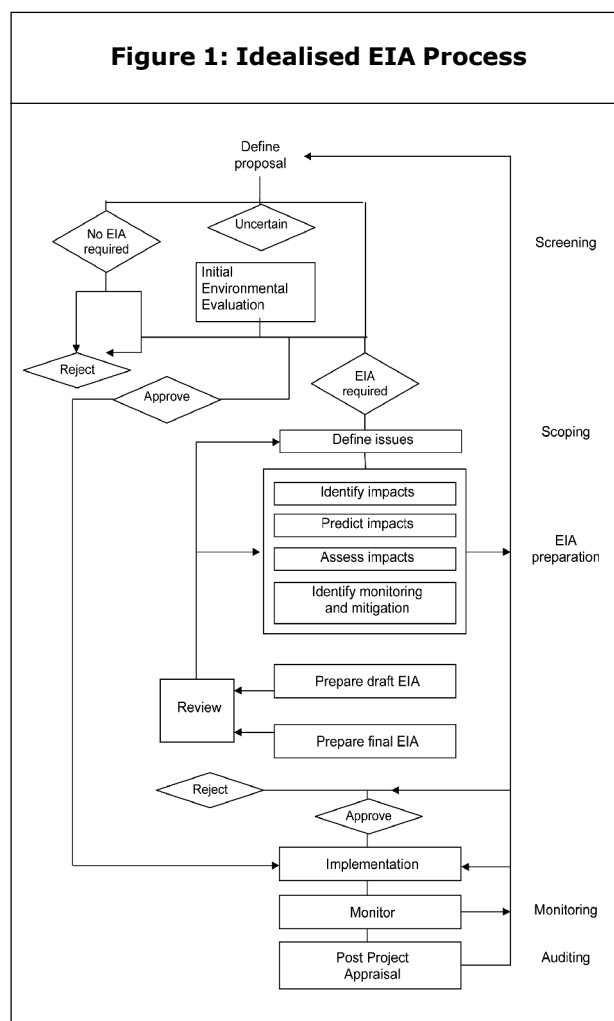 Figure 1: Idealised EIA Process
Define
proposal
No EIA
required
Uncertain
Screening
Initial
Environmental
Evaluation
Reject
Approve
EIA
required
Define issues
Scoping
Identify impacts
Predict impacts
Assess impacts
Identify monitoring
and mitigation
EIA
preparation
Prepare draft EIA
Review
Prepare final EIA
Reject
Approve
Implementation
Monitor
Monitoring
Post Project
Appraisal
Auditing